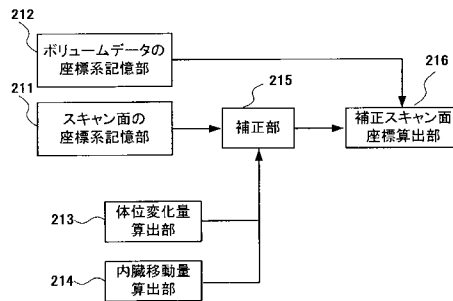 212
ボリュームデータの
座標系記憶部
211
スキャン面の
座標系記憶部
215
補正部
216
補正スキャン面
座標算出部
213
体位変化量
算出部
214
内臓移動量
算出部